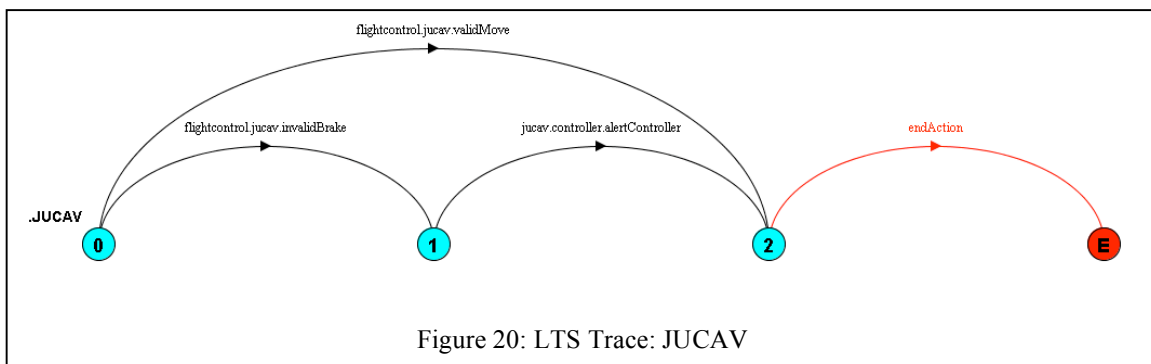 flightcontrol.jucav.validMove
flightcontrol.jucav.invalidBrake
jucav.controller.alertController
endAction
.JUCAV
0
1
2
E
Figure 20: LTS Trace: JUCAV